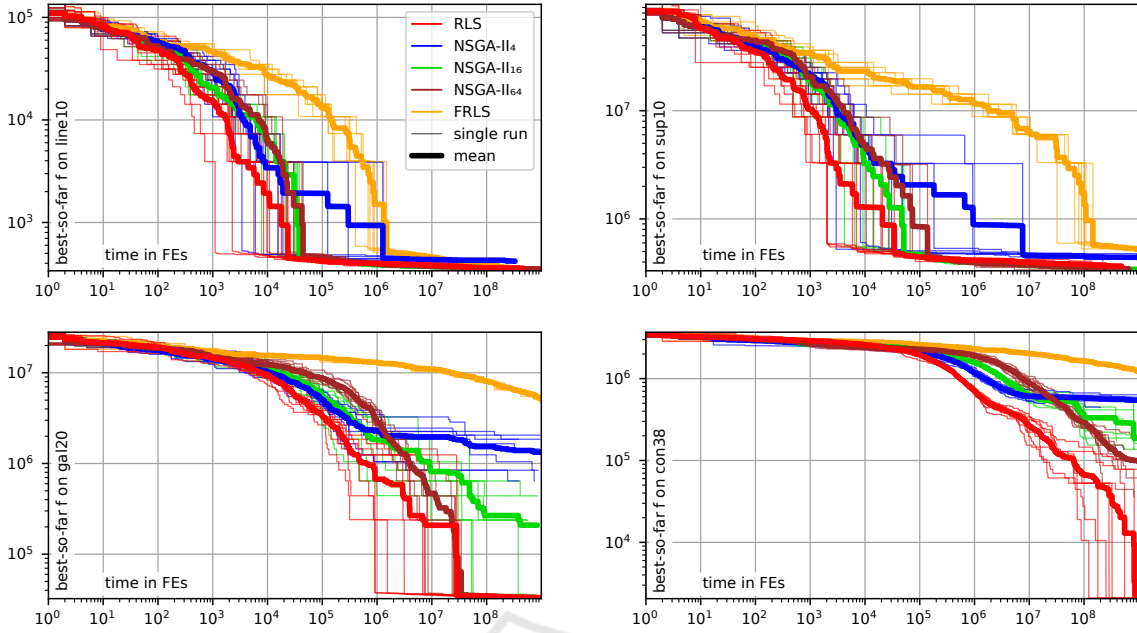 10⁵
10⁴
10³
best-so-far f on line10
time in FEs
RLS
NSGA-II₄
NSGA-II₁₆
NSGA-II₆₄
FRLS
single run
mean
10⁰ 10¹ 10² 10³ 10⁴ 10⁵ 10⁶ 10⁷ 10⁸
10⁷
10⁶
best-so-far f on sup10
time in FEs
10⁰ 10¹ 10² 10³ 10⁴ 10⁵ 10⁶ 10⁷ 10⁸
10⁷
10⁶
10⁵
best-so-far f on gal20
time in FEs
10⁰ 10¹ 10² 10³ 10⁴ 10⁵ 10⁶ 10⁷ 10⁸
10⁶
10⁵
10⁴
best-so-far f on con38
time in FEs
10⁰ 10¹ 10² 10³ 10⁴ 10⁵ 10⁶ 10⁷ 10⁸